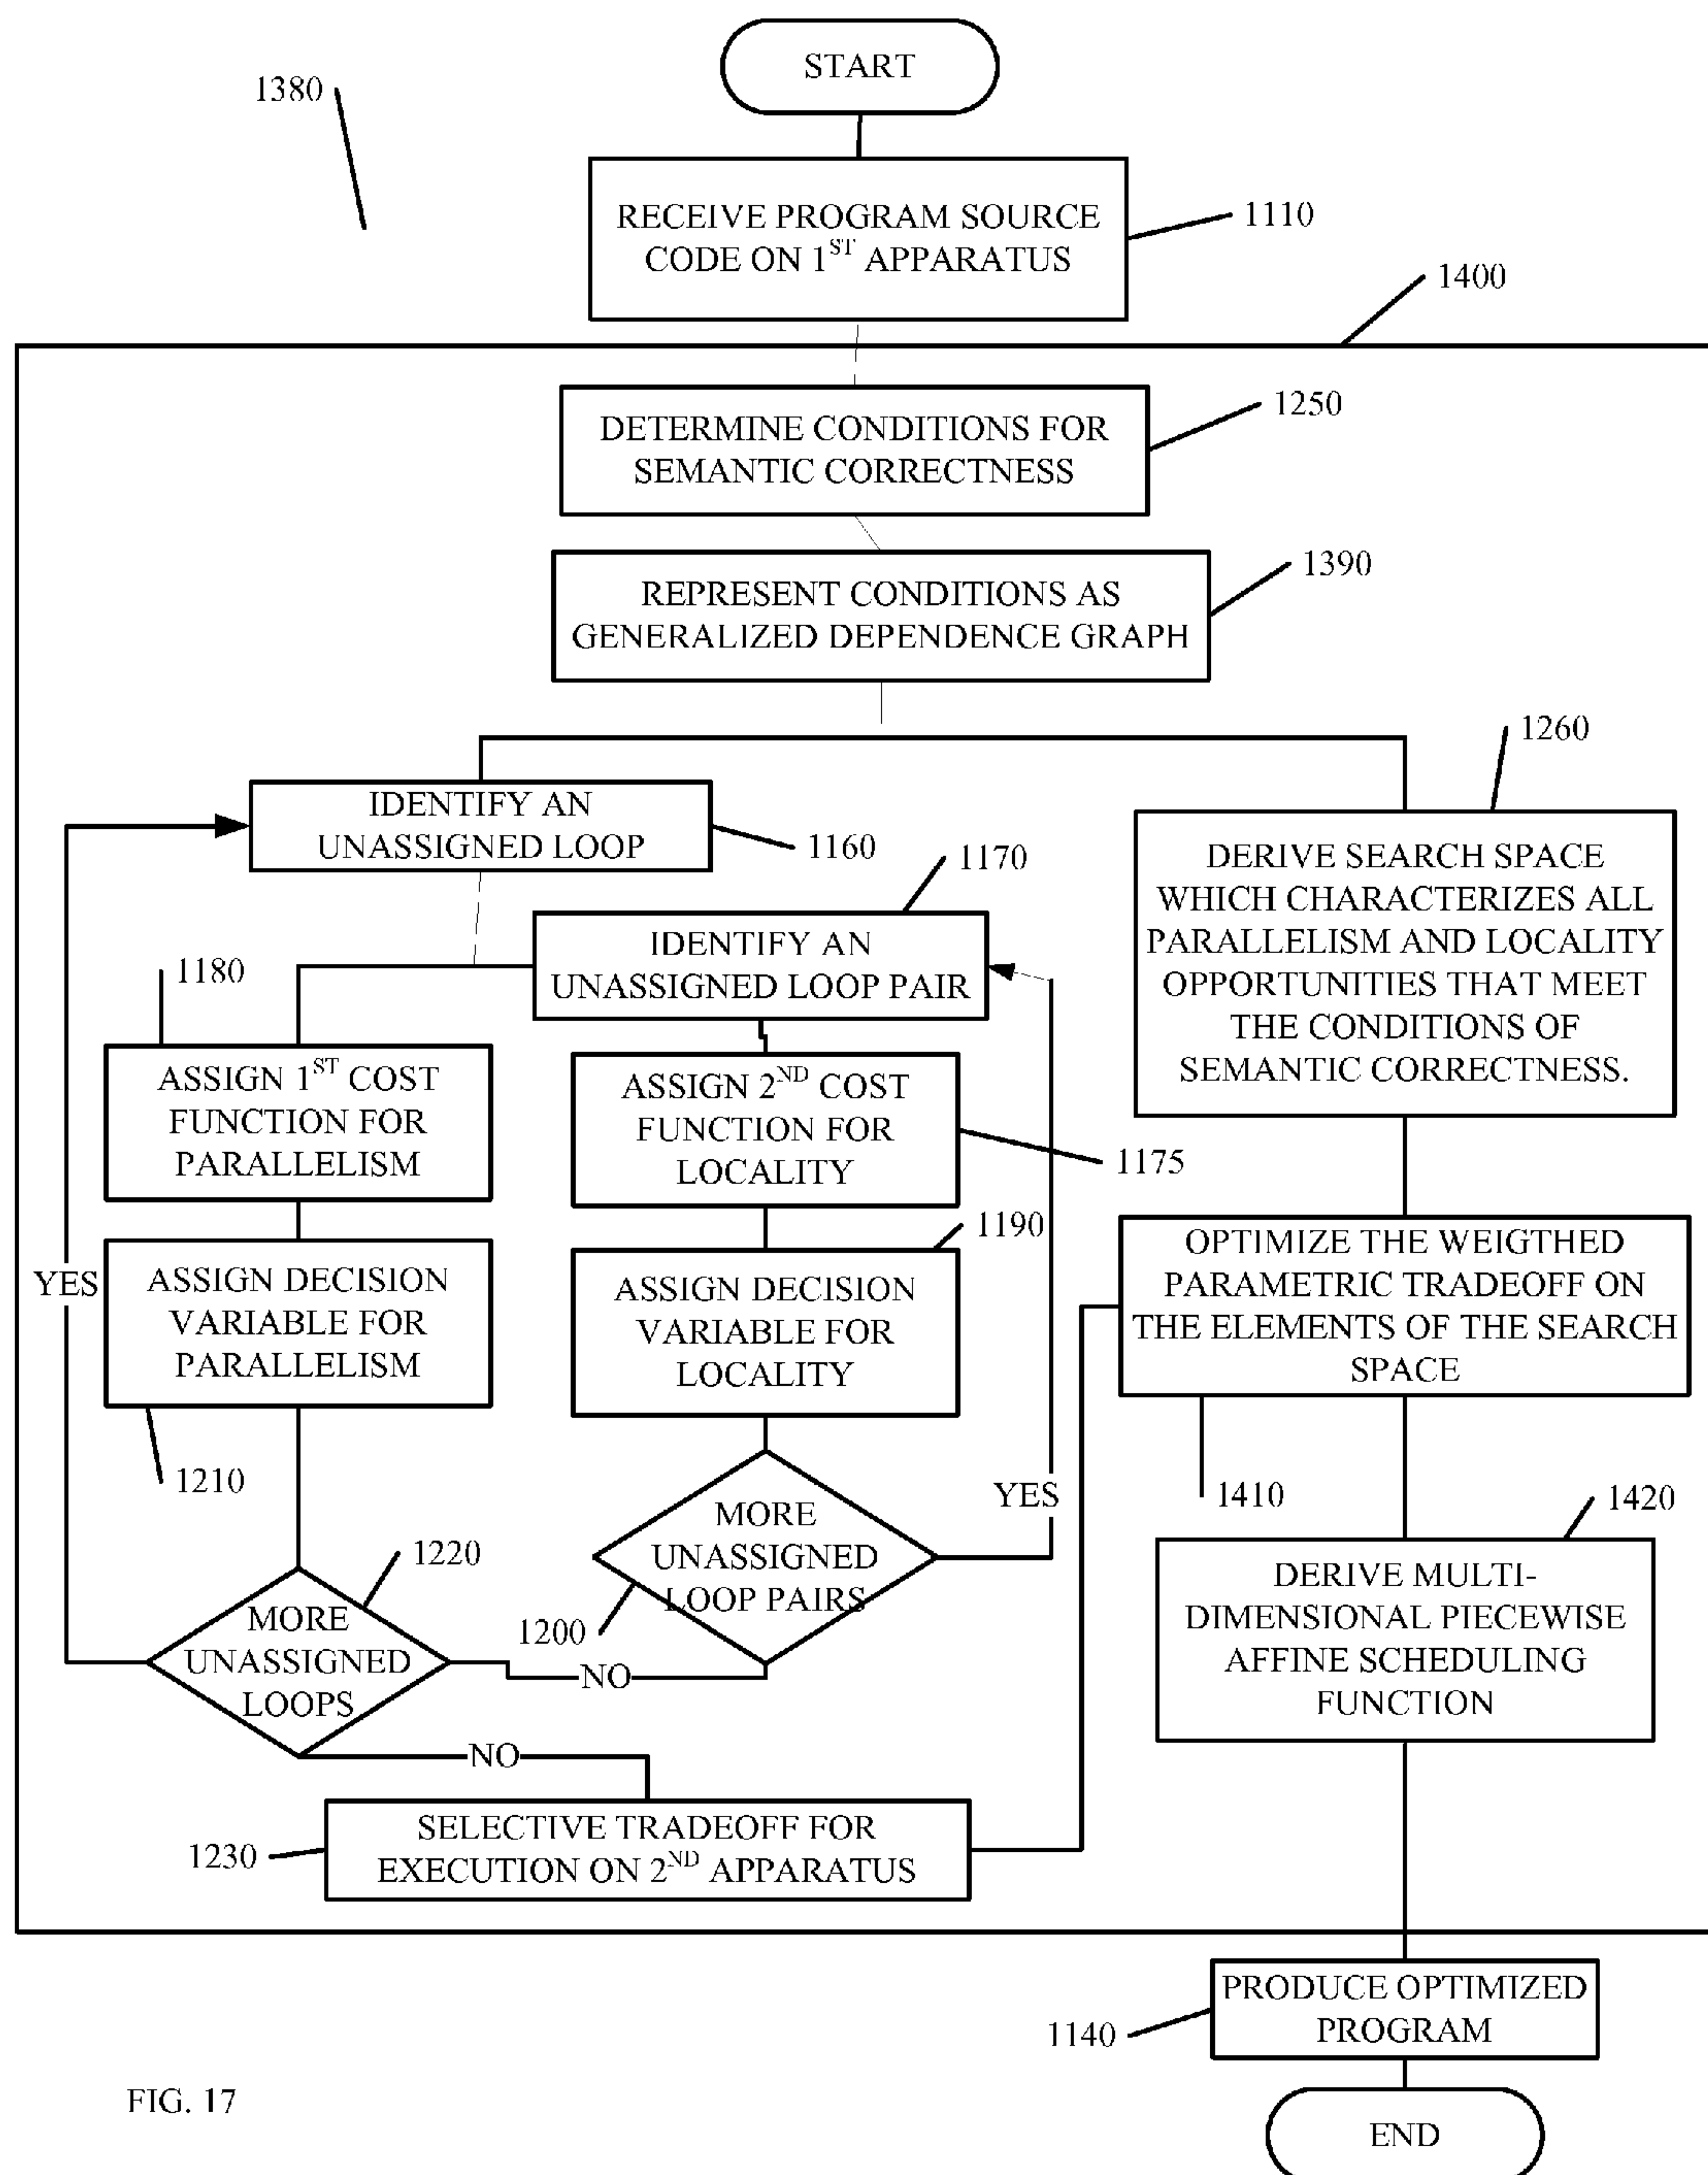 START
1380
RECEIVE PROGRAM SOURCE
CODE ON 1ST APPARATUS
1110
1400
DETERMINE CONDITIONS FOR
SEMANTIC CORRECTNESS
1250
REPRESENT CONDITIONS AS
GENERALIZED DEPENDENCE GRAPH
1390
1260
IDENTIFY AN
UNASSIGNED LOOP
1160
1170
IDENTIFY AN
UNASSIGNED LOOP PAIR
DERIVE SEARCH SPACE
WHICH CHARACTERIZES ALL
PARALLELISM AND LOCALITY
OPPORTUNITIES THAT MEET
THE CONDITIONS OF
SEMANTIC CORRECTNESS.
1180
ASSIGN 1ST COST
FUNCTION FOR
PARALLELISM
ASSIGN 2ND COST
FUNCTION FOR
LOCALITY
1175
1190
YES
ASSIGN DECISION
VARIABLE FOR
PARALLELISM
ASSIGN DECISION
VARIABLE FOR
LOCALITY
OPTIMIZE THE WEIGTHED
PARAMETRIC TRADEOFF ON
THE ELEMENTS OF THE SEARCH
SPACE
1210
YES
1410
1420
MORE
UNASSIGNED
LOOP PAIRS
1220
1200
MORE
UNASSIGNED
LOOPS
NO
DERIVE MULTI-
DIMENSIONAL PIECEWISE
AFFINE SCHEDULING
FUNCTION
NO
SELECTIVE TRADEOFF FOR
EXECUTION ON 2ND APPARATUS
1230
PRODUCE OPTIMIZED
PROGRAM
1140
FIG. 17
END